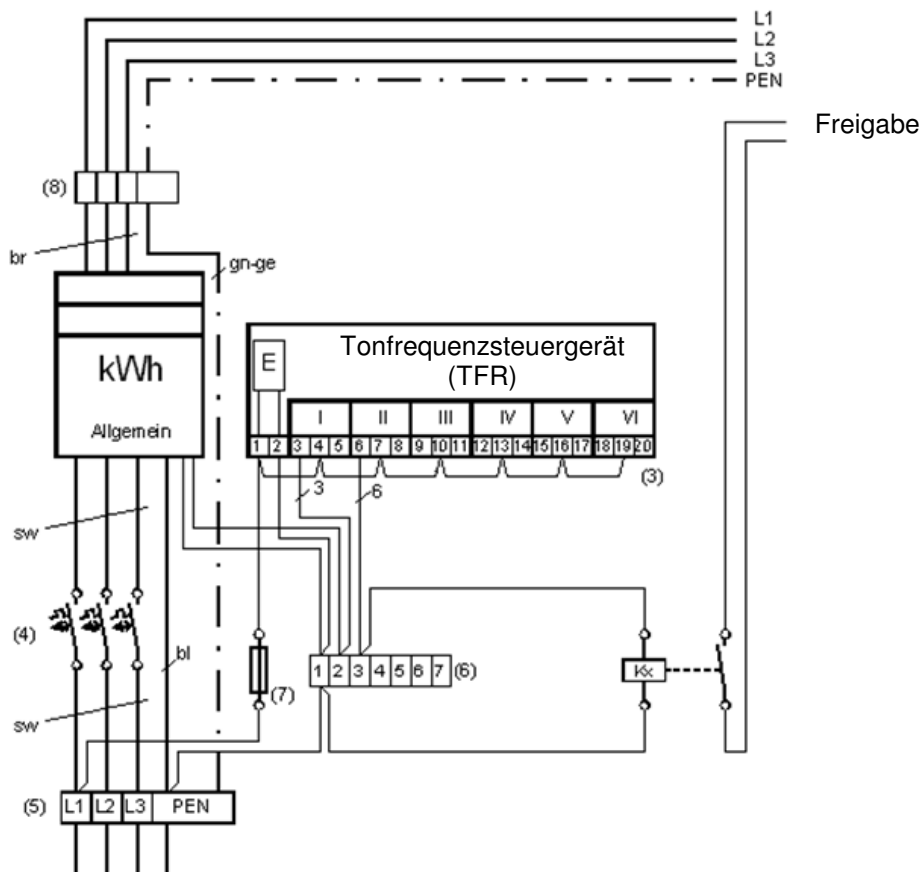 L1
L2
L3
PEN
Freigabe
(8)
br
gn-ge
Tonfrequenzsteuergerät
(TFR)
E
kWh
Allgemein
I II III IV V VI
1 2 3 4 5 6 7 8 9 10 11 12 13 14 15 16 17 18 19 20
(3)
3
6
sw
(4)
bl
1 2 3 4 5 6 7
(6)
Kx
(7)
sw
(5)
L1 L2 L3 PEN